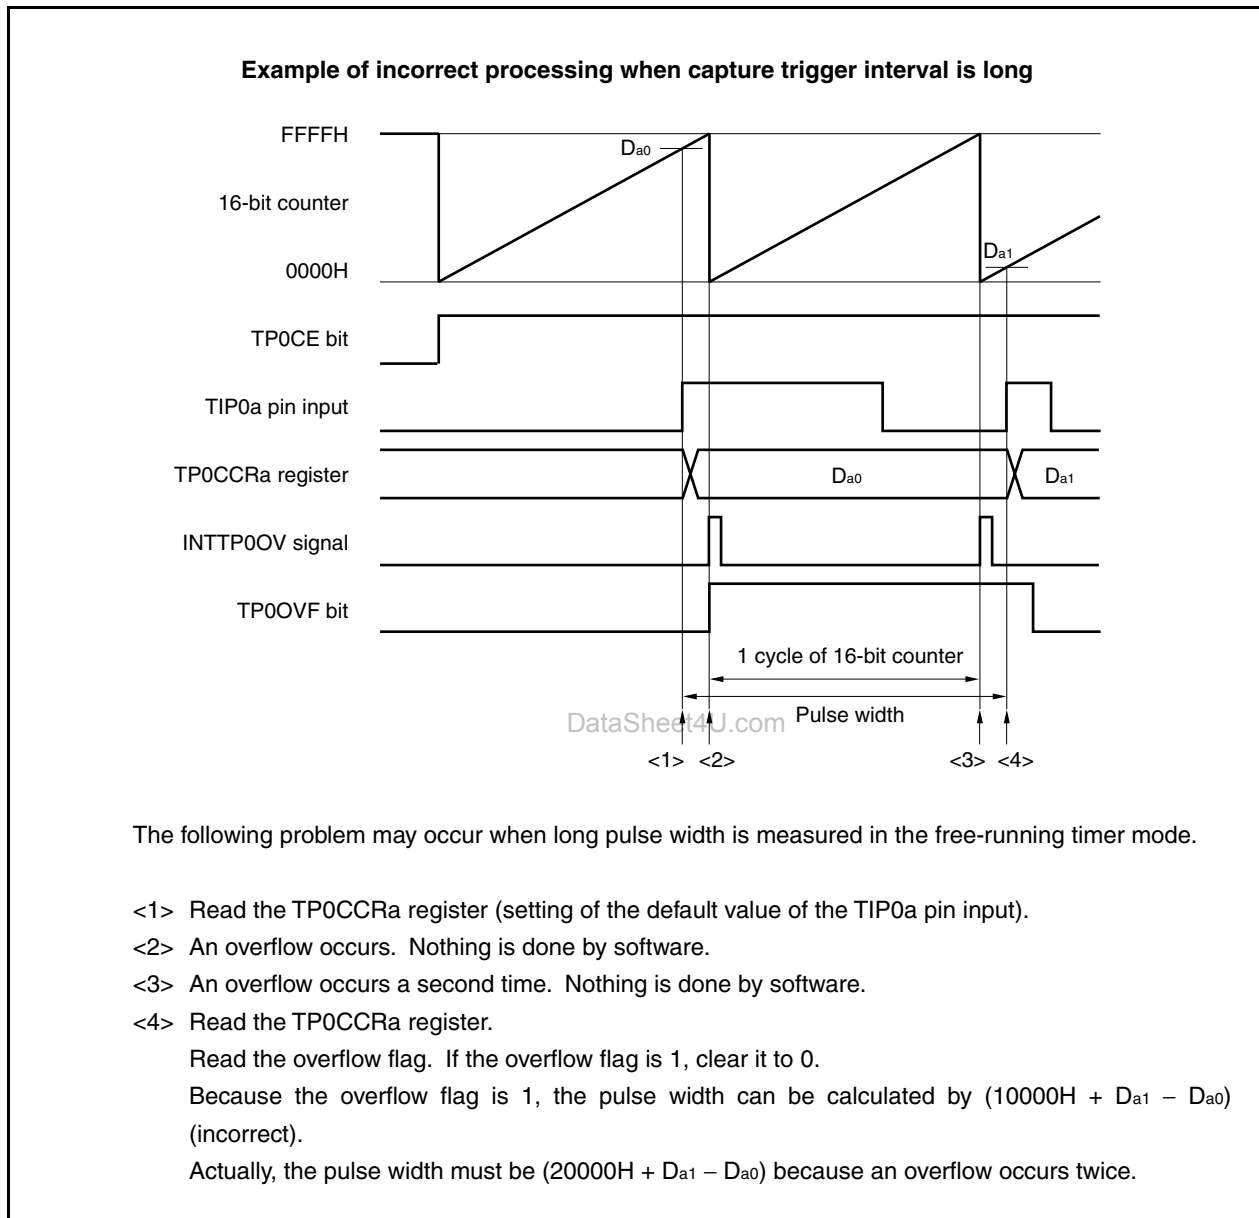 Example of incorrect processing when capture trigger interval is long
FFFFH
Da0
16-bit counter
Da1
0000H
TP0CE bit
TIP0a pin input
TP0CCRa register
Da0
Da1
INTTP0OV signal
TP0OVF bit
1 cycle of 16-bit counter
Pulse width
DataSheet4U.com
<1> <2> <3> <4>
The following problem may occur when long pulse width is measured in the free-running timer mode.
<1> Read the TP0CCRa register (setting of the default value of the TIP0a pin input).
<2> An overflow occurs. Nothing is done by software.
<3> An overflow occurs a second time. Nothing is done by software.
<4> Read the TP0CCRa register.
Read the overflow flag. If the overflow flag is 1, clear it to 0.
Because the overflow flag is 1, the pulse width can be calculated by (10000H + Da1 – Da0)
(incorrect).
Actually, the pulse width must be (20000H + Da1 – Da0) because an overflow occurs twice.